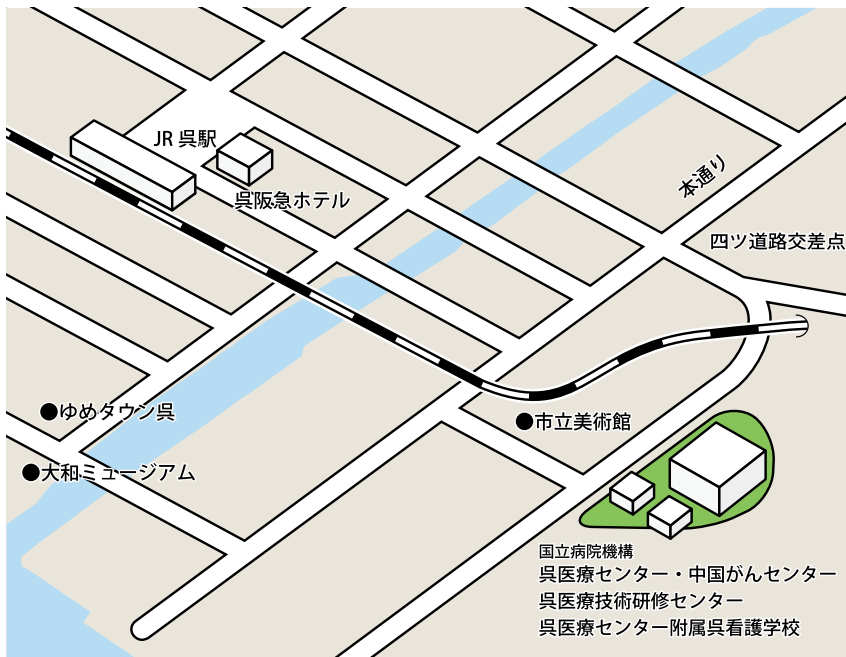 JR 呉駅
呉阪急ホテル
本通り
四ツ道路交差点
●ゆめタウン呉
●市立美術館
●大和ミュージアム
国立病院機構
呉医療センター・中国がんセンター
呉医療技術研修センター
呉医療センター附属呉看護学校